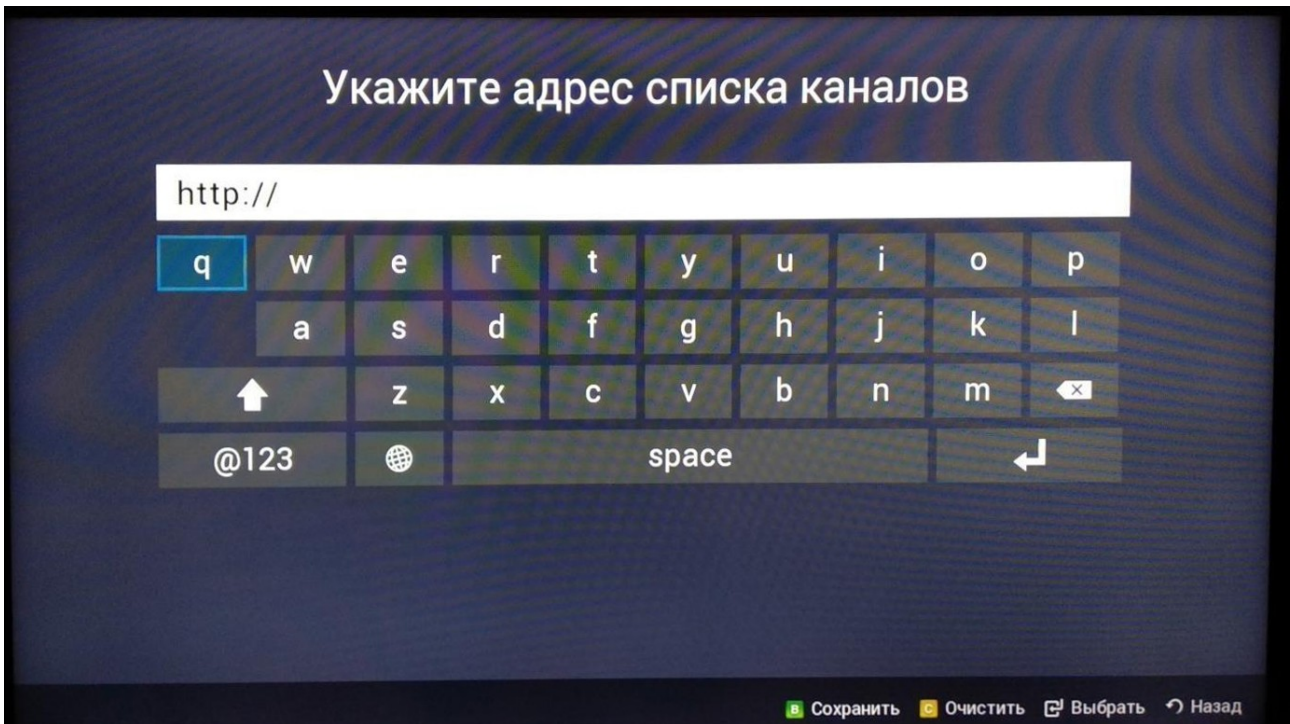 Укажите адрес списка каналов
http://
q w e r t y u i o p
a s d f g h j k l
z x c v b n m
@123 space
B Сохранить C Очистить Выбрать Назад